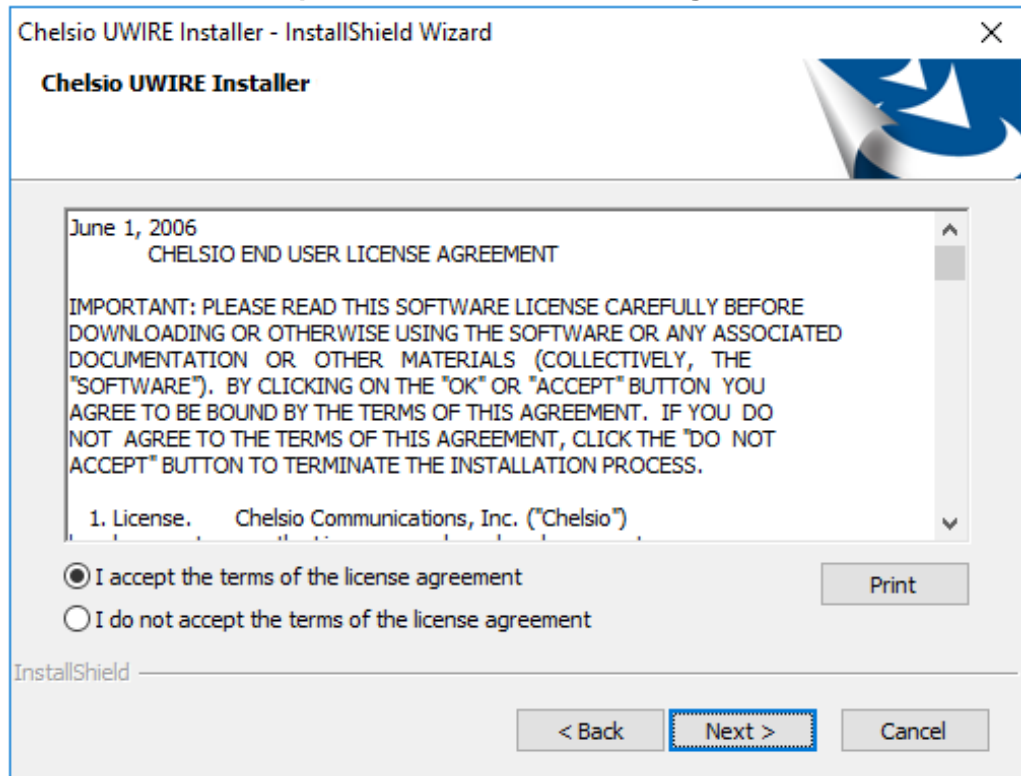 Chelsio UWIRE Installer - InstallShield Wizard
Chelsio UWIRE Installer
June 1, 2006
CHELSIO END USER LICENSE AGREEMENT
IMPORTANT: PLEASE READ THIS SOFTWARE LICENSE CAREFULLY BEFORE
DOWNLOADING OR OTHERWISE USING THE SOFTWARE OR ANY ASSOCIATED
DOCUMENTATION OR OTHER MATERIALS (COLLECTIVELY, THE
"SOFTWARE"). BY CLICKING ON THE "OK" OR "ACCEPT" BUTTON YOU
AGREE TO BE BOUND BY THE TERMS OF THIS AGREEMENT. IF YOU DO
NOT AGREE TO THE TERMS OF THIS AGREEMENT, CLICK THE "DO NOT
ACCEPT" BUTTON TO TERMINATE THE INSTALLATION PROCESS.
1. License. Chelsio Communications, Inc. ("Chelsio")
I accept the terms of the license agreement
Print
I do not accept the terms of the license agreement
InstallShield
< Back
Next >
Cancel